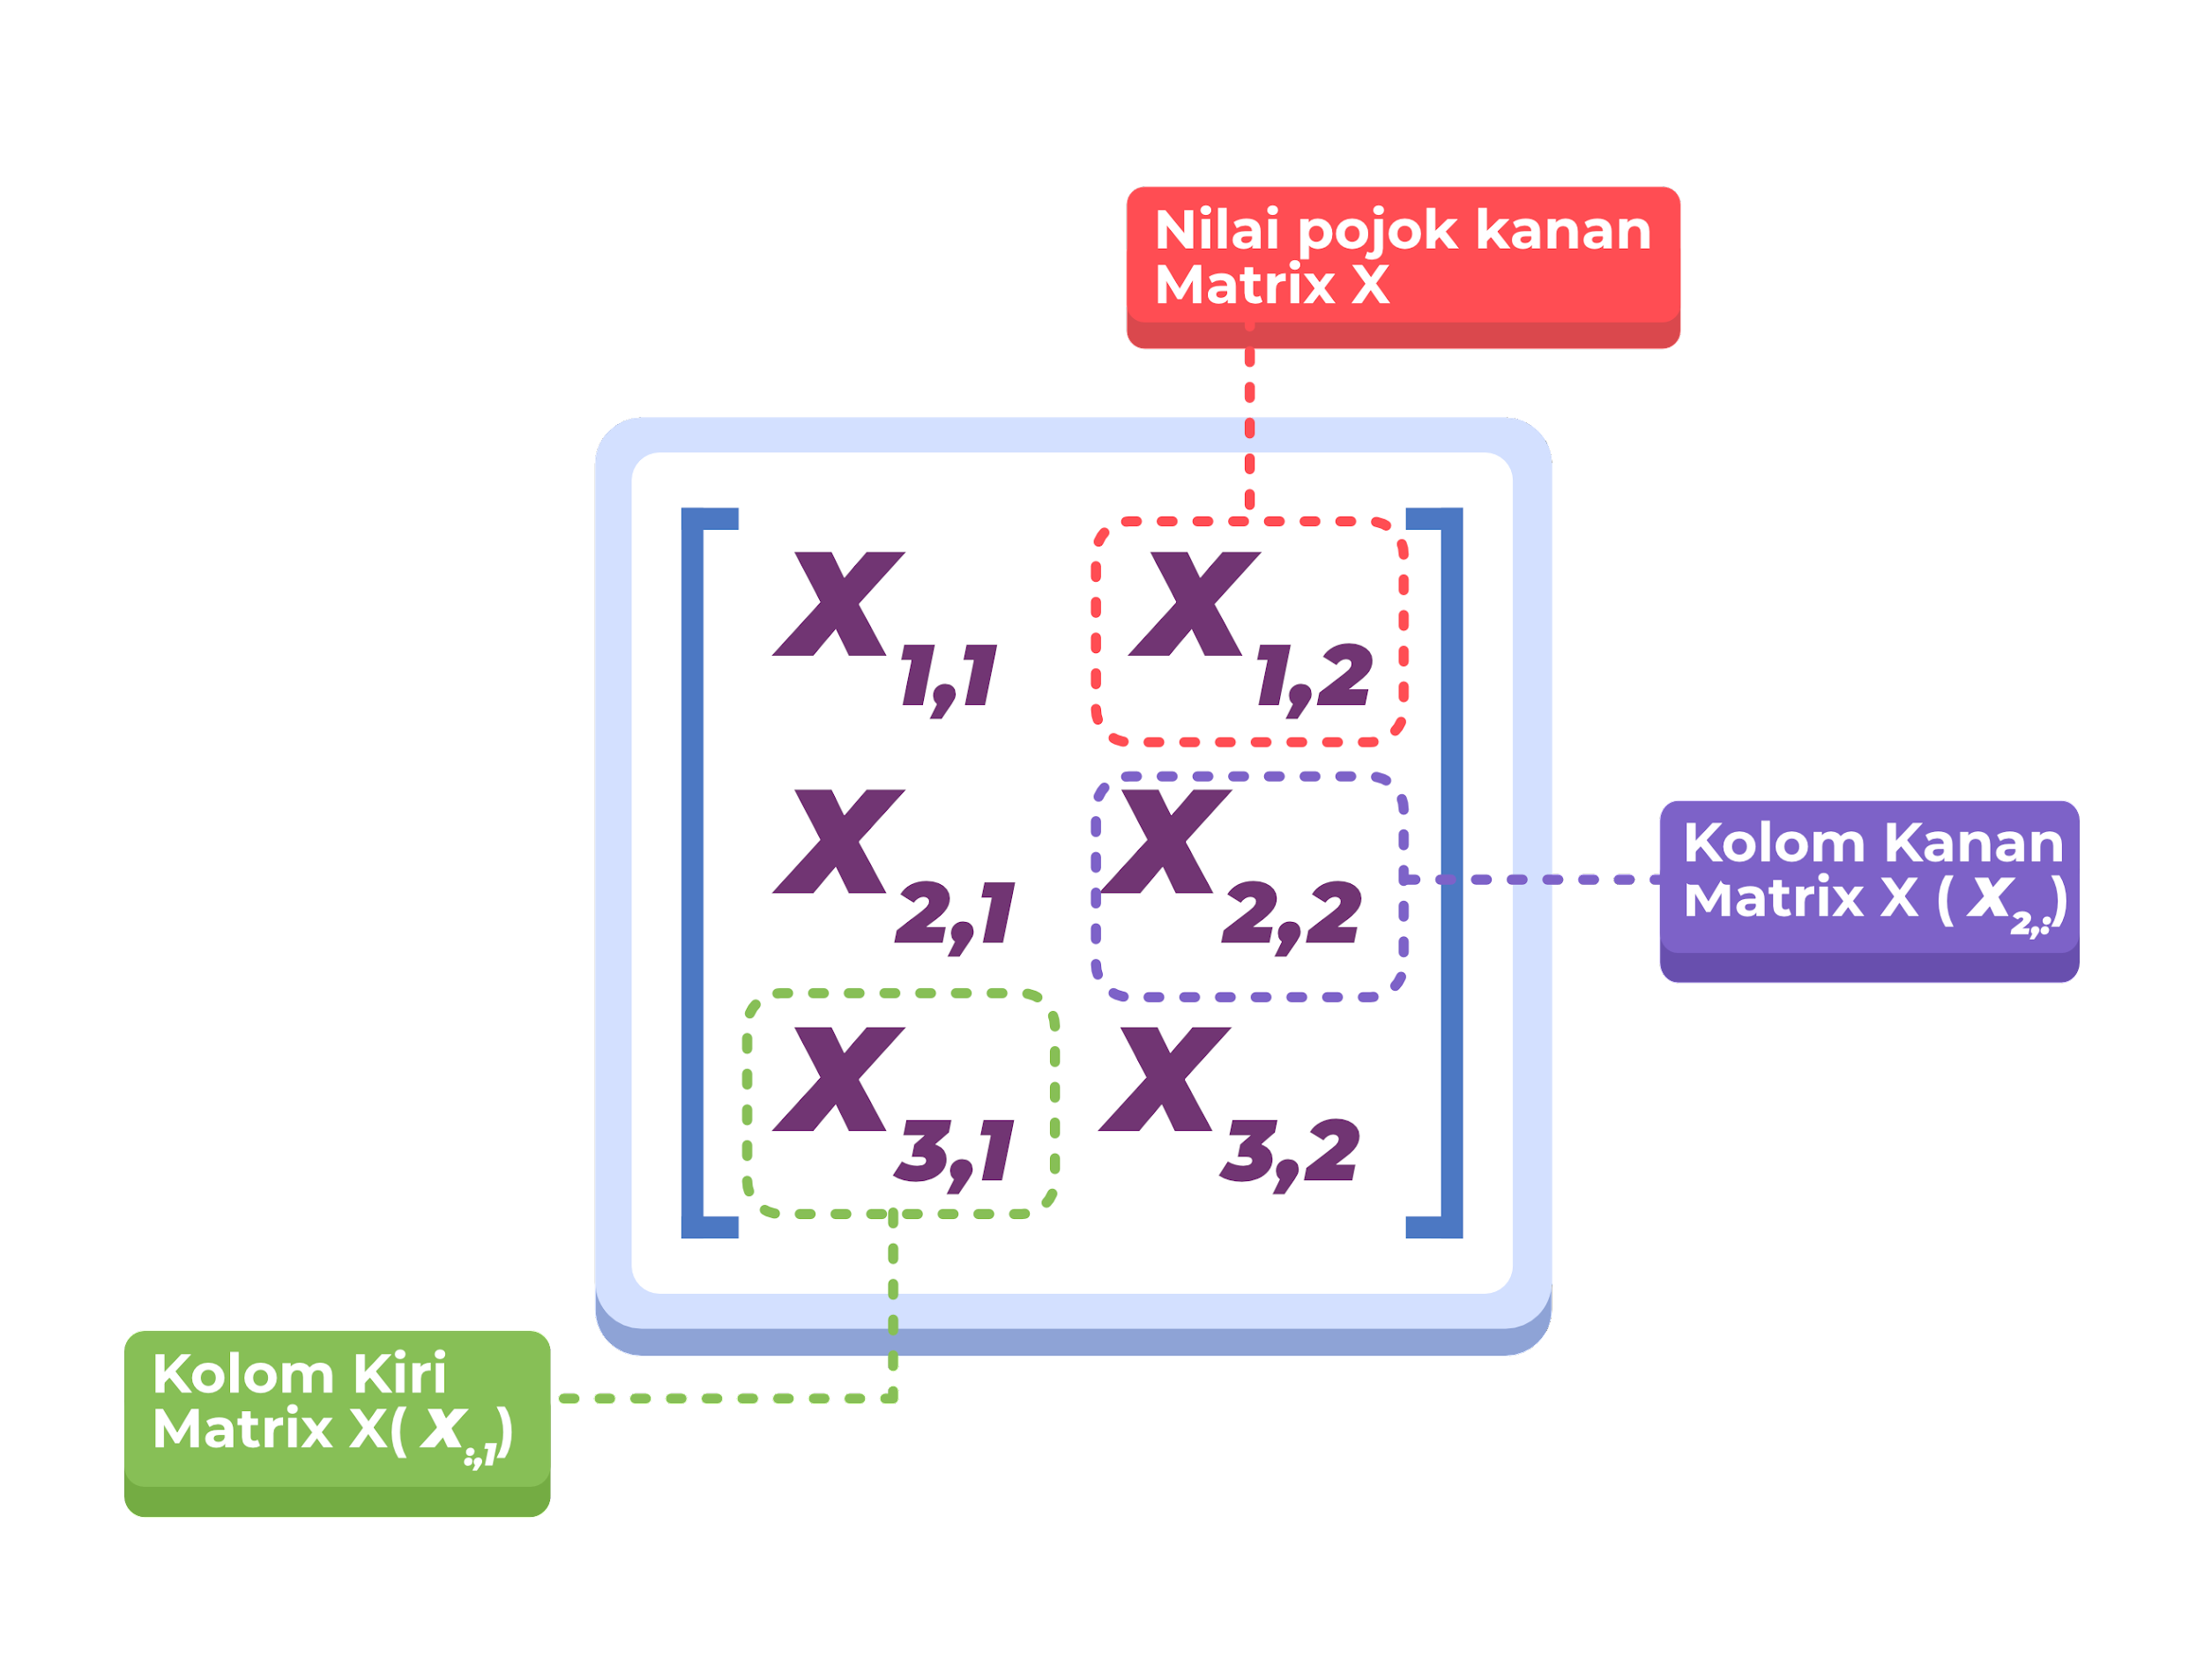 Nilai pojok kanan
Matrix X
X1,1 X1,2
X2,1 X2,2
X3,1 X3,2
Kolom Kanan
Matrix X ( X2,:)
Kolom Kiri
Matrix X( X:,1)